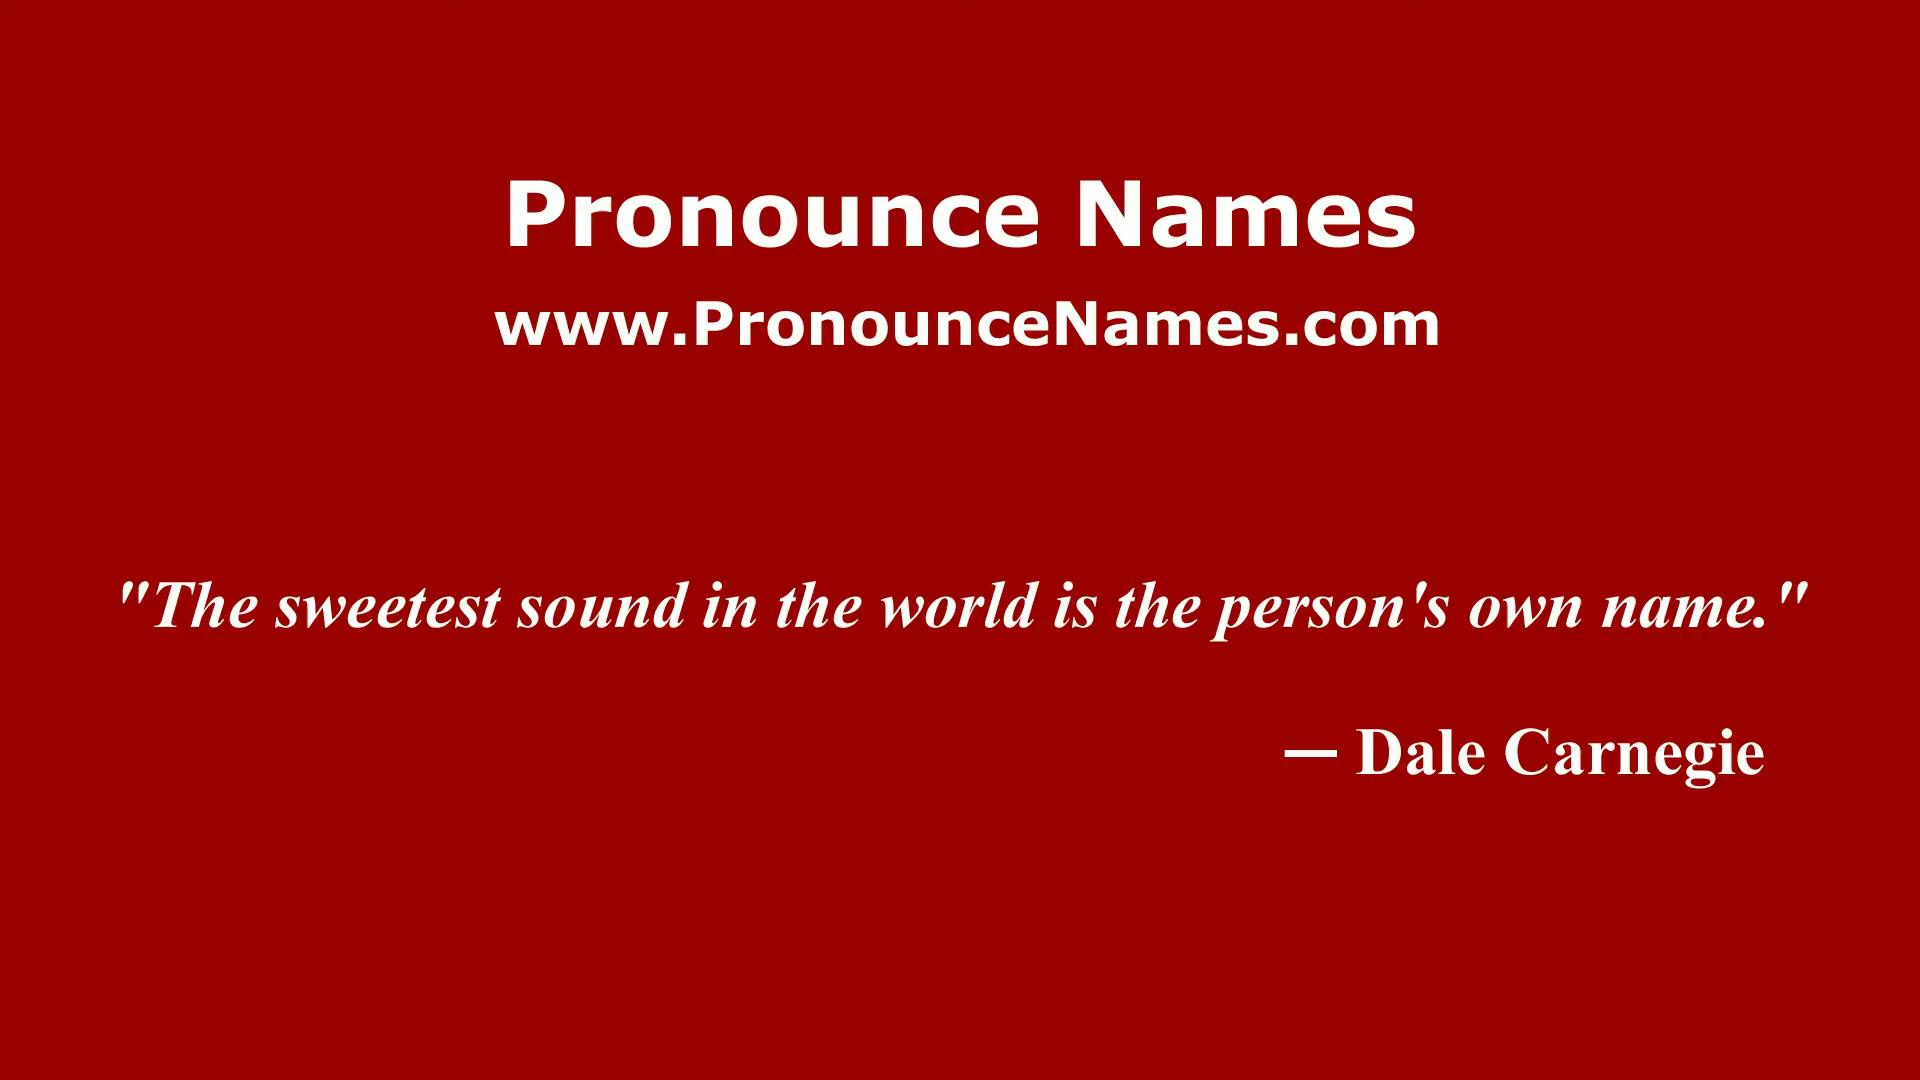 Pronounce Names
www.PronounceNames.com
"The sweetest sound in the world is the person's own name."
— Dale Carnegie